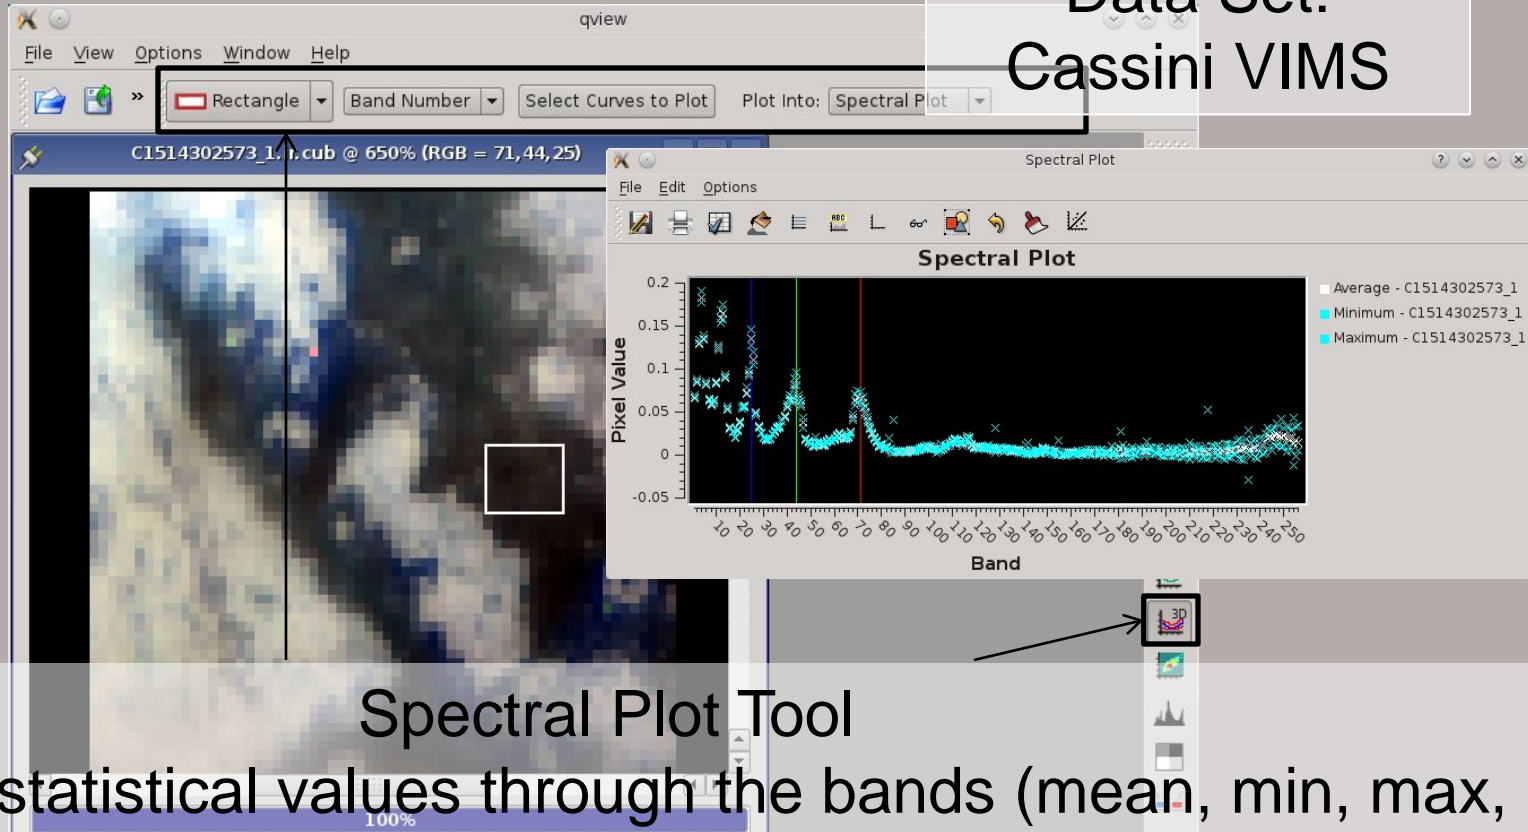 Data Set:
Cassini VIMS
qview
File View Options Window Help
» Rectangle Band Number Select Curves to Plot Plot Into: Spectral Plot
C1514302573_1. r.cub @ 650% (RGB = 71,44,25)
Spectral Plot
File Edit Options
ABC
Spectral Plot
0.2
0.15
0.1
0.05
0
-0.05
Pixel Value
Average - C1514302573_1
Minimum - C1514302573_1
Maximum - C1514302573_1
10 20 30 40 50 60 70 80 90 100 110 120 130 140 150 160 170 180 190 200 210 220 230 240 250
Band
3D
Spectral Plot Tool
statistical values through the bands (mean, min, max,
100%